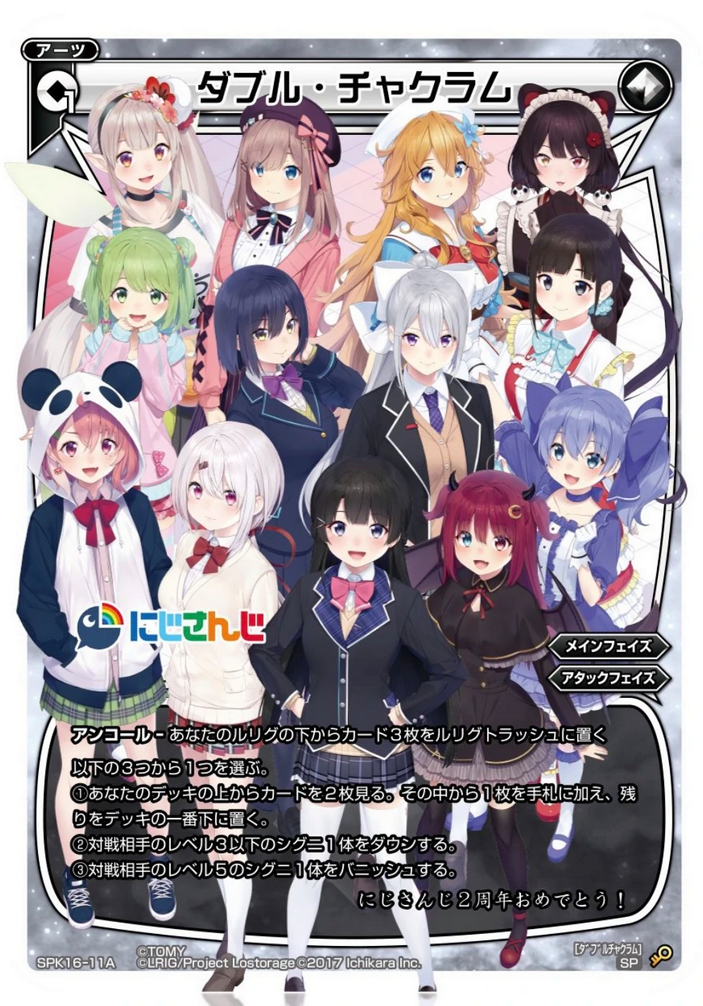 アーツ
ダブル・チャクラム
1
にじさんじ
メインフェイズ
アタックフェイズ
アンコール - あなたのルリグの下からカード3枚をルリグトラッシュに置く
以下の3つから1つを選ぶ。
①あなたのデッキの上からカードを2枚見る。その中から1枚を手札に加え、残
りをデッキの一番下に置く。
②対戦相手のレベル3以下のシグニ1体をダウンする。
③対戦相手のレベル5のシグニ1体をバニッシュする。
にじさんじ2周年おめでとう！
©TOMY
[ダブルチャクラム]
SPK16-11A ©LRIG/Project Lostorage ©2017 Ichikara Inc. SP